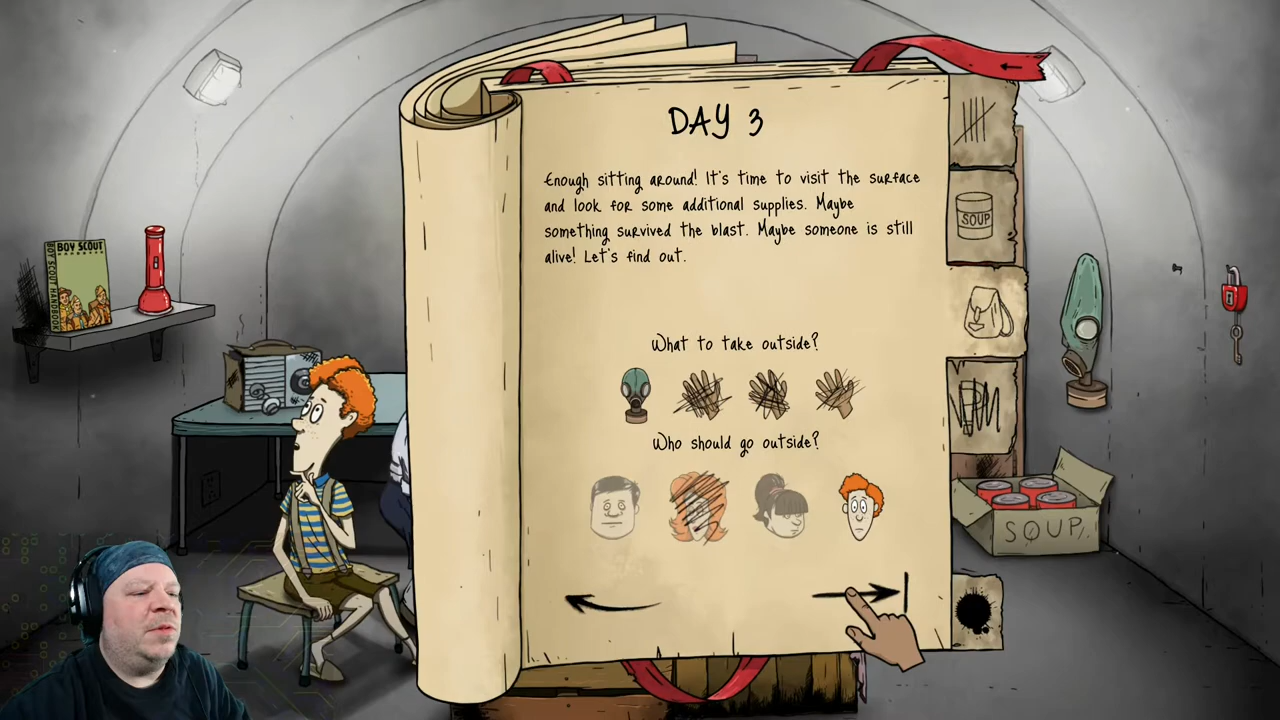 DAY 3
Enough sitting around! It's time to visit the surface
and look for some additional supplies. Maybe
something survived the blast. Maybe someone is still
alive! Let's find out.
What to take outside?
Who should go outside?
SOUP
BOY SCOUT
HANDBOOK
BOY SCOUT HANDBOOK
SOUP